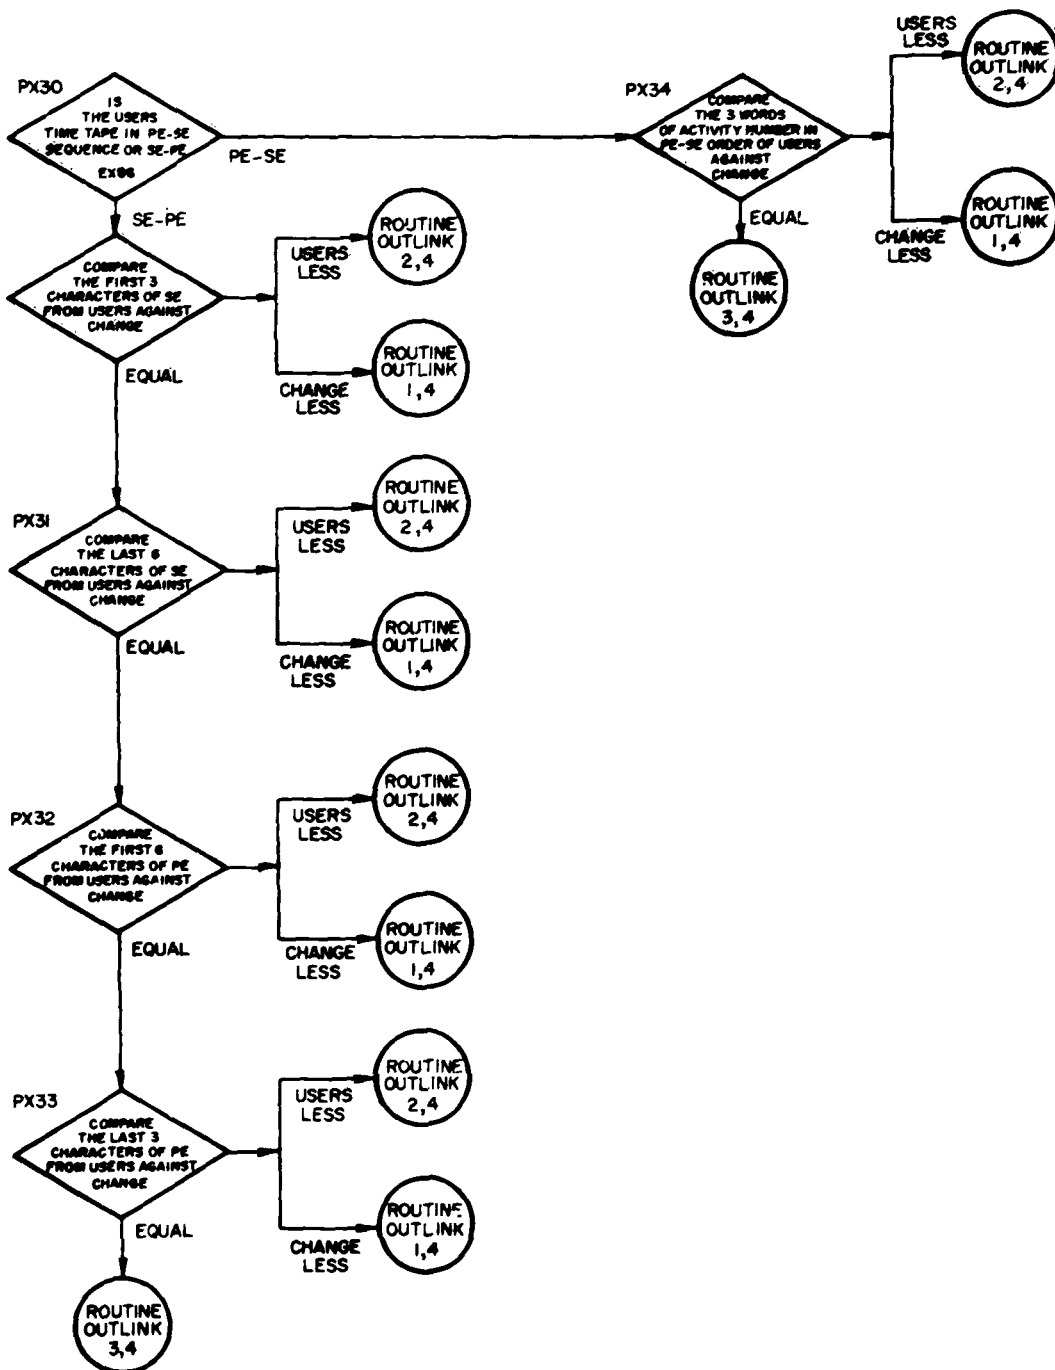 PX30
IS
THE USERS
TIME TAPE IN PE-SE
SEQUENCE OR SE-PE
EX96
PE-SE
SE-PE
PX34
COMPARE
THE 3 WORDS
OF ACTIVITY NUMBER IN
PE-SE ORDER OF USERS
AGAINST
CHANGE
USERS
LESS
ROUTINE
OUTLINK
2,4
CHANGE
LESS
ROUTINE
OUTLINK
1,4
EQUAL
ROUTINE
OUTLINK
3,4
COMPARE
THE FIRST 3
CHARACTERS OF SE
FROM USERS AGAINST
CHANGE
USERS
LESS
ROUTINE
OUTLINK
2,4
CHANGE
LESS
ROUTINE
OUTLINK
1,4
EQUAL
PX31
COMPARE
THE LAST 6
CHARACTERS OF SE
FROM USERS AGAINST
CHANGE
USERS
LESS
ROUTINE
OUTLINK
2,4
CHANGE
LESS
ROUTINE
OUTLINK
1,4
EQUAL
PX32
COMPARE
THE FIRST 6
CHARACTERS OF PE
FROM USERS AGAINST
CHANGE
USERS
LESS
ROUTINE
OUTLINK
2,4
CHANGE
LESS
ROUTINE
OUTLINK
1,4
EQUAL
PX33
COMPARE
THE LAST 3
CHARACTERS OF PE
FROM USERS AGAINST
CHANGE
USERS
LESS
ROUTINE
OUTLINK
2,4
CHANGE
LESS
ROUTINE
OUTLINK
1,4
EQUAL
ROUTINE
OUTLINK
3,4